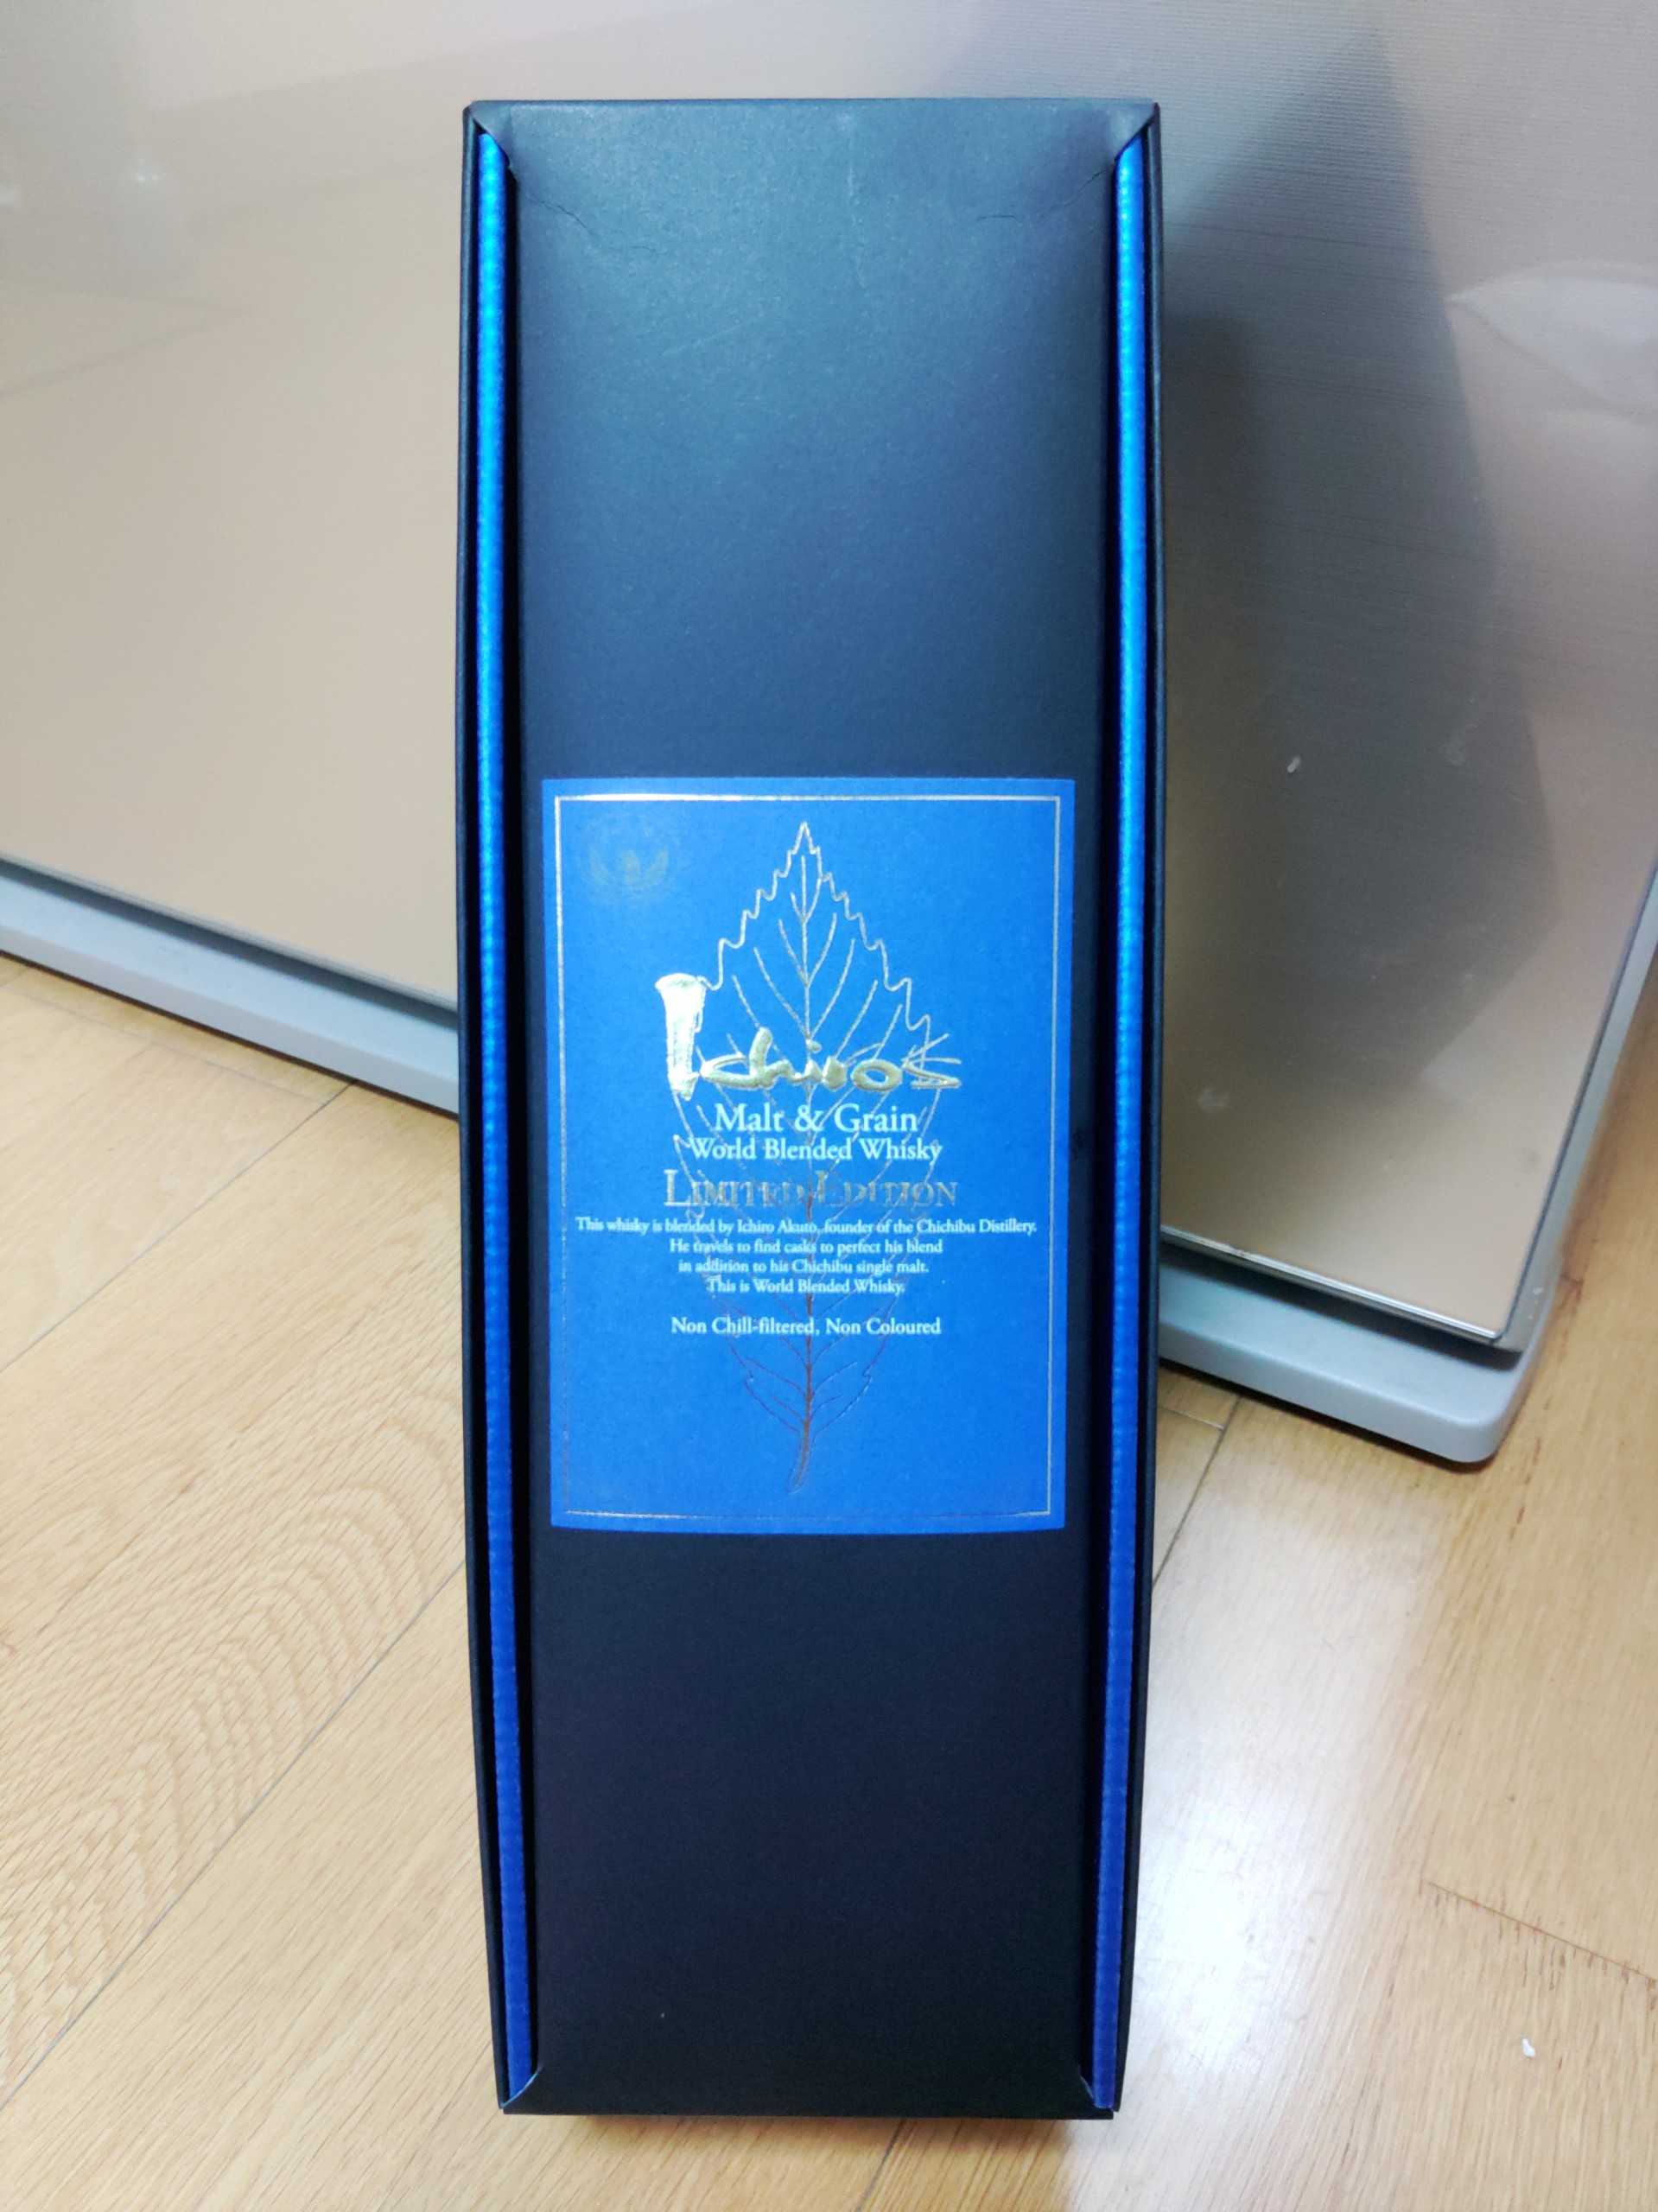 Ichiro's
Malt & Grain
World Blended Whisky
LIMITED EDITION
This whisky is blended by Ichiro Akuto, founder of the Chichibu Distillery.
He travels to find casks to perfect his blend
in addition to his Chichibu single malt.
This is World Blended Whisky.
Non Chill-filtered, Non Coloured